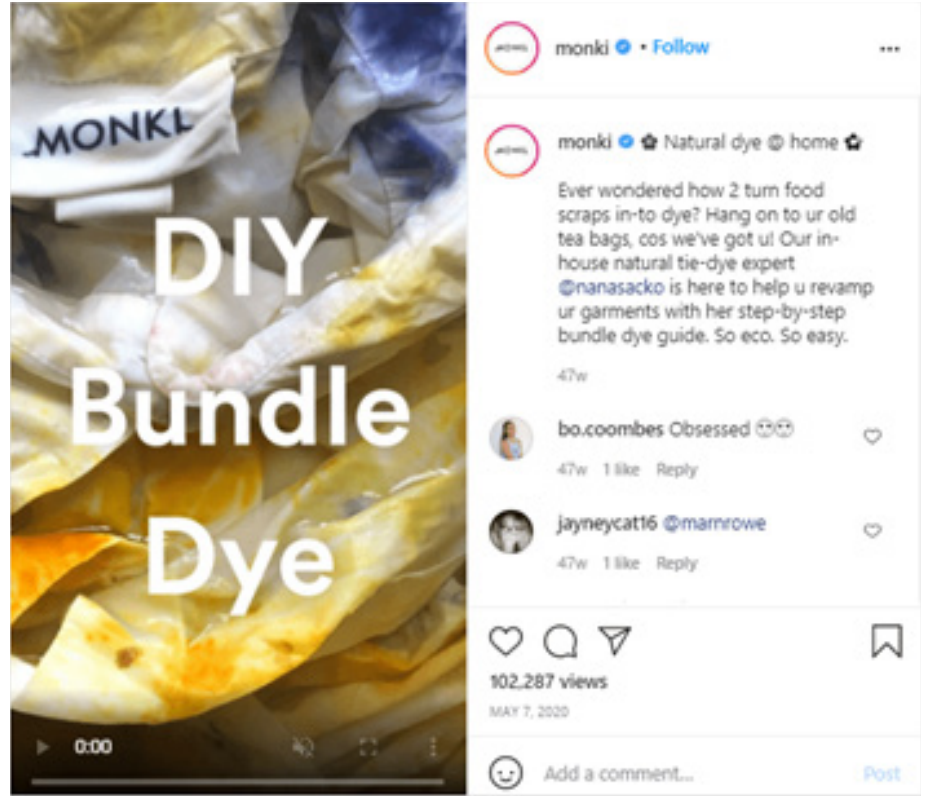 MONKI
DIY
Bundle
Dye
0:00
monki • Follow
monki ✿ Natural dye @ home ✿
Ever wondered how 2 turn food
scraps in-to dye? Hang on to ur old
tea bags, cos we've got u! Our in-
house natural tie-dye expert
@nanasacko is here to help u revamp
ur garments with her step-by-step
bundle dye guide. So eco. So easy.
47w
bo.coombes Obsessed 😍😍
47w 1 like Reply
jayneycat16 @marnrowe
47w 1 like Reply
102,287 views
MAY 7, 2020
Add a comment...
Post